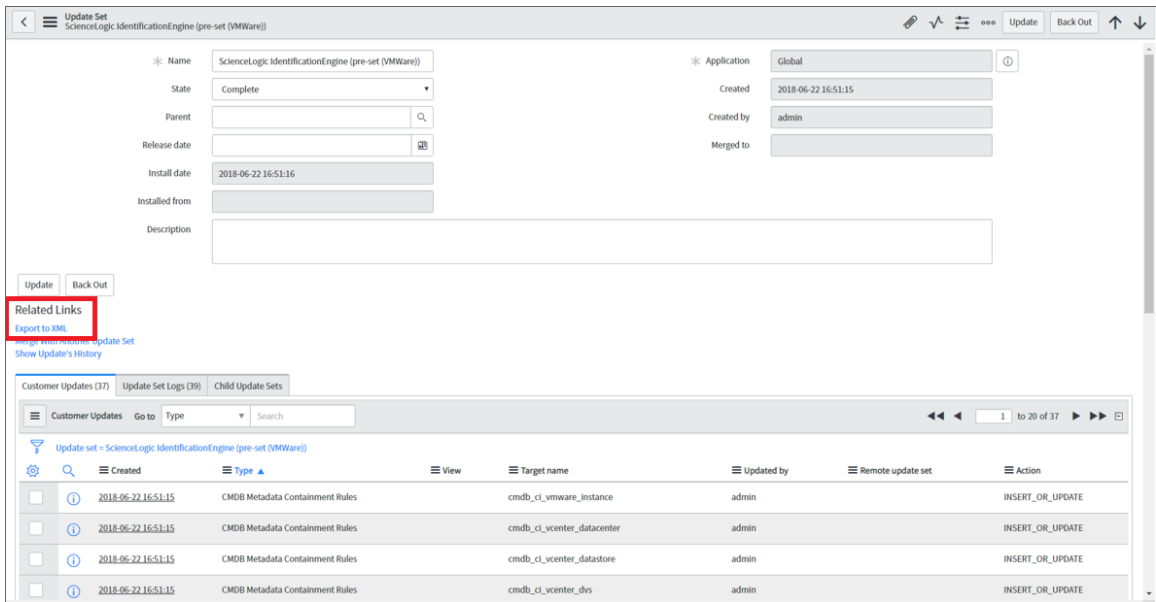 Update Set
ScienceLogic IdentificationEngine (pre-set (VMWare))
Update
Back Out
Name
ScienceLogic IdentificationEngine (pre-set (VMWare))
Application
Global
State
Complete
Created
2018-06-22 16:51:15
Parent
Created by
admin
Release date
Merged to
Install date
2018-06-22 16:51:16
Installed from
Description
Update
Back Out
Related Links
Export to XML
Merge With Another Update Set
Show Update's History
Customer Updates (37)
Update Set Logs (39)
Child Update Sets
Customer Updates
Go to
Type
Search
1 to 20 of 37
Update set = ScienceLogic IdentificationEngine (pre-set (VMWare))
Created
Type
View
Target name
Updated by
Remote update set
Action
2018-06-22 16:51:15
CMDB Metadata Containment Rules
cmdb_ci_vmware_instance
admin
INSERT_OR_UPDATE
2018-06-22 16:51:15
CMDB Metadata Containment Rules
cmdb_ci_vcenter_datacenter
admin
INSERT_OR_UPDATE
2018-06-22 16:51:15
CMDB Metadata Containment Rules
cmdb_ci_vcenter_datastore
admin
INSERT_OR_UPDATE
2018-06-22 16:51:15
CMDB Metadata Containment Rules
cmdb_ci_vcenter_dvs
admin
INSERT_OR_UPDATE